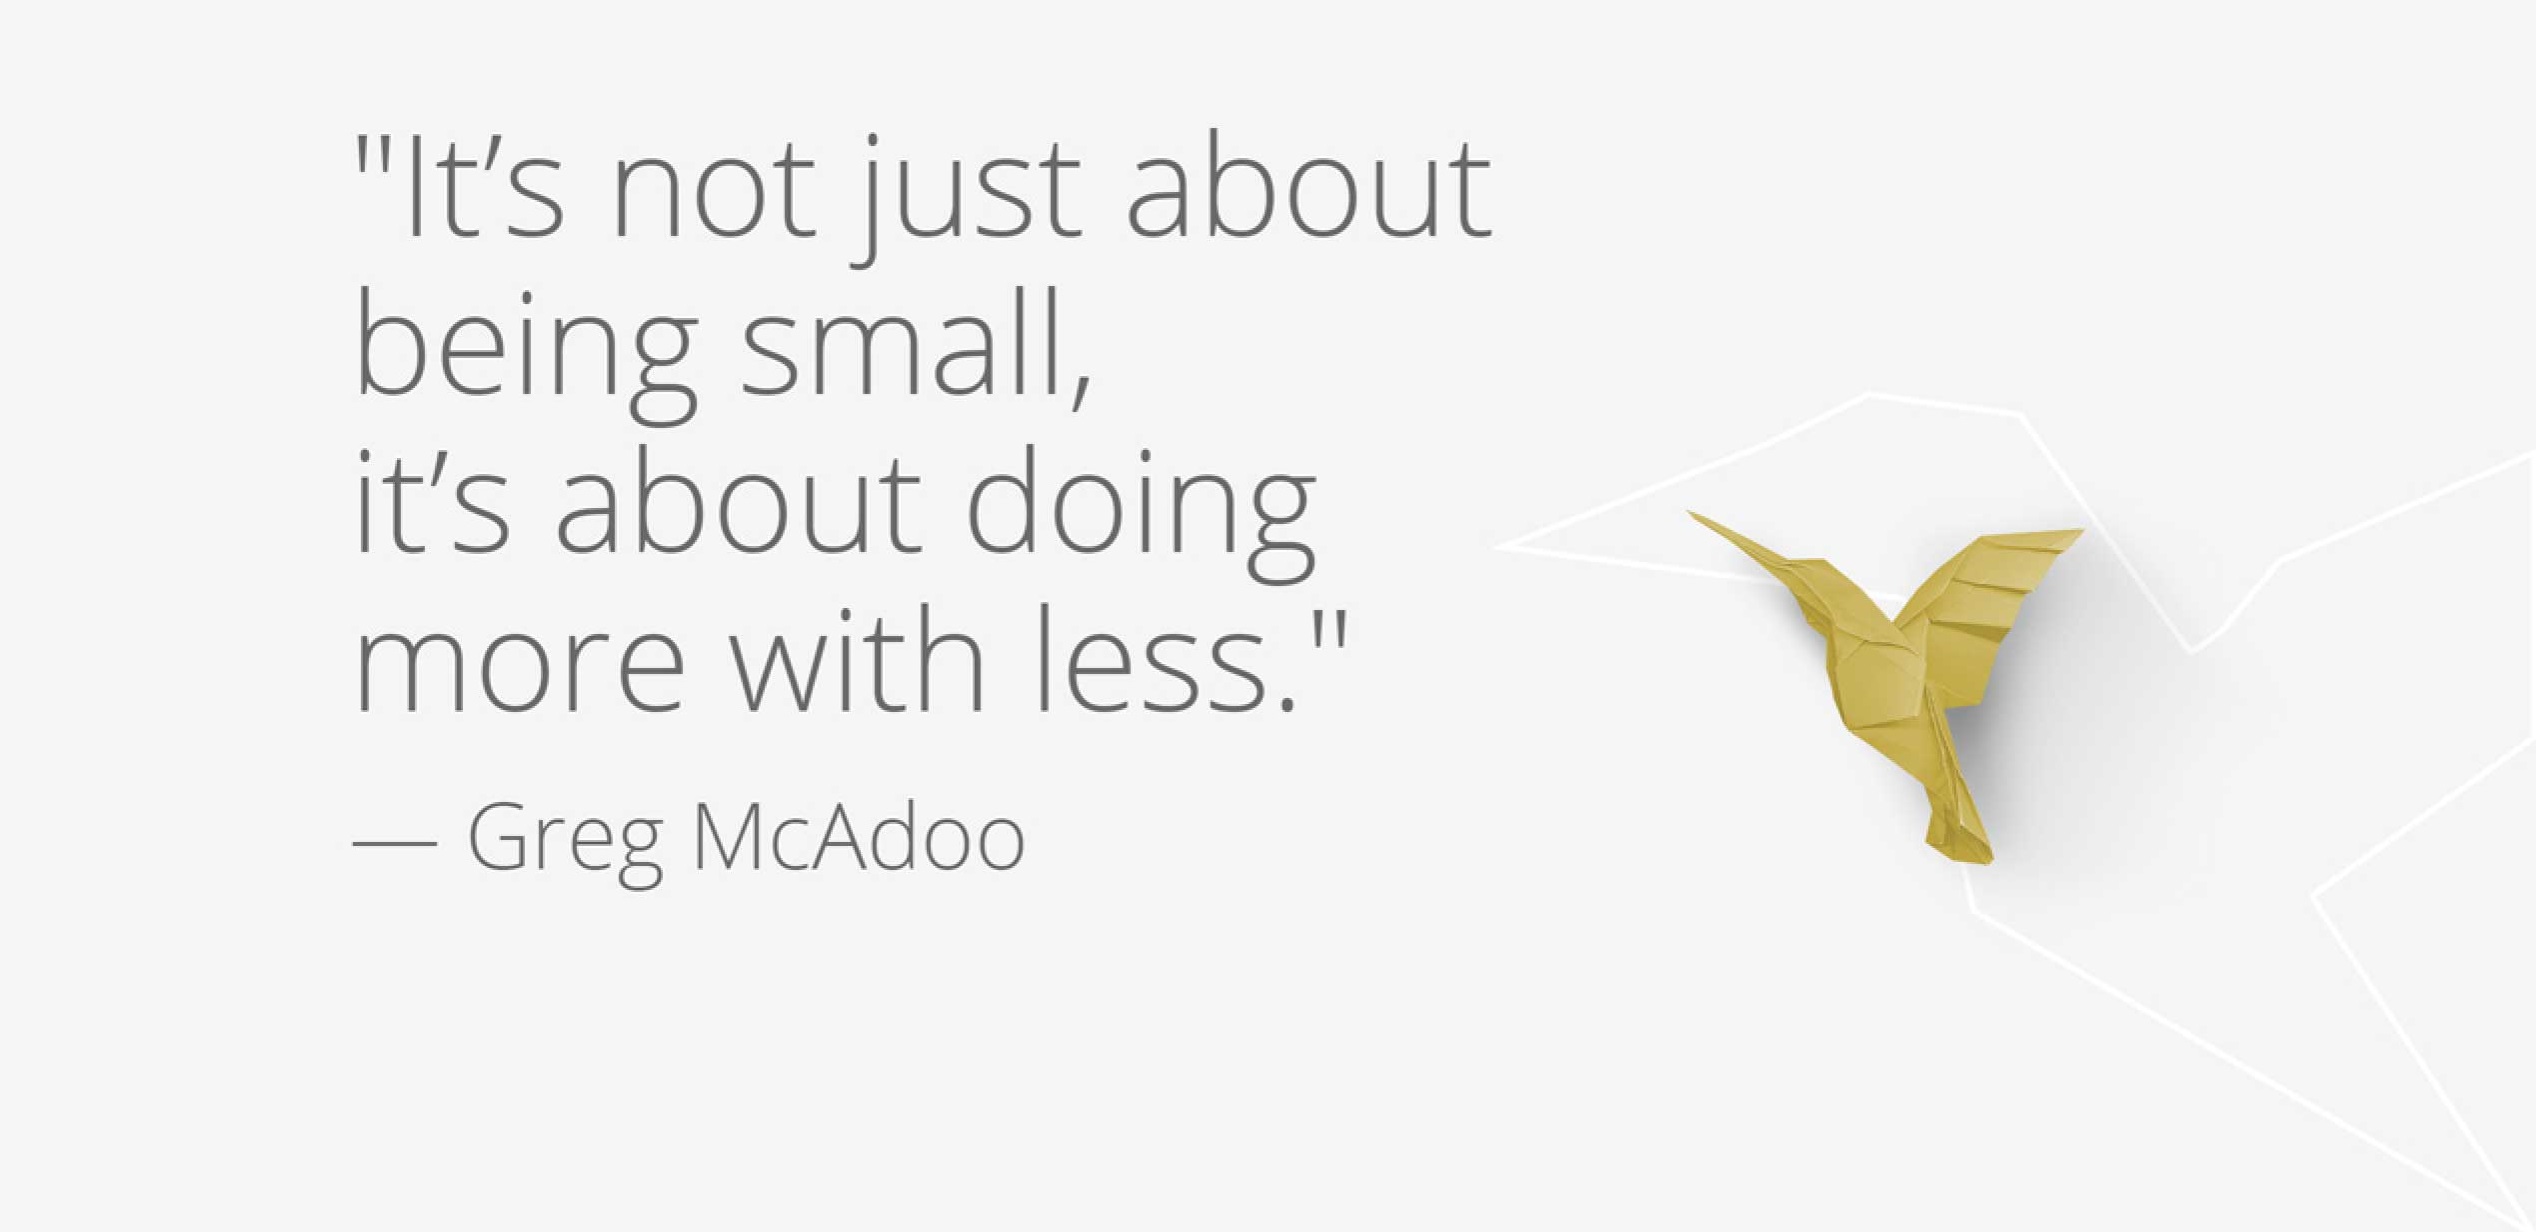 "It’s not just about
being small,
it’s about doing
more with less."
— Greg McAdoo